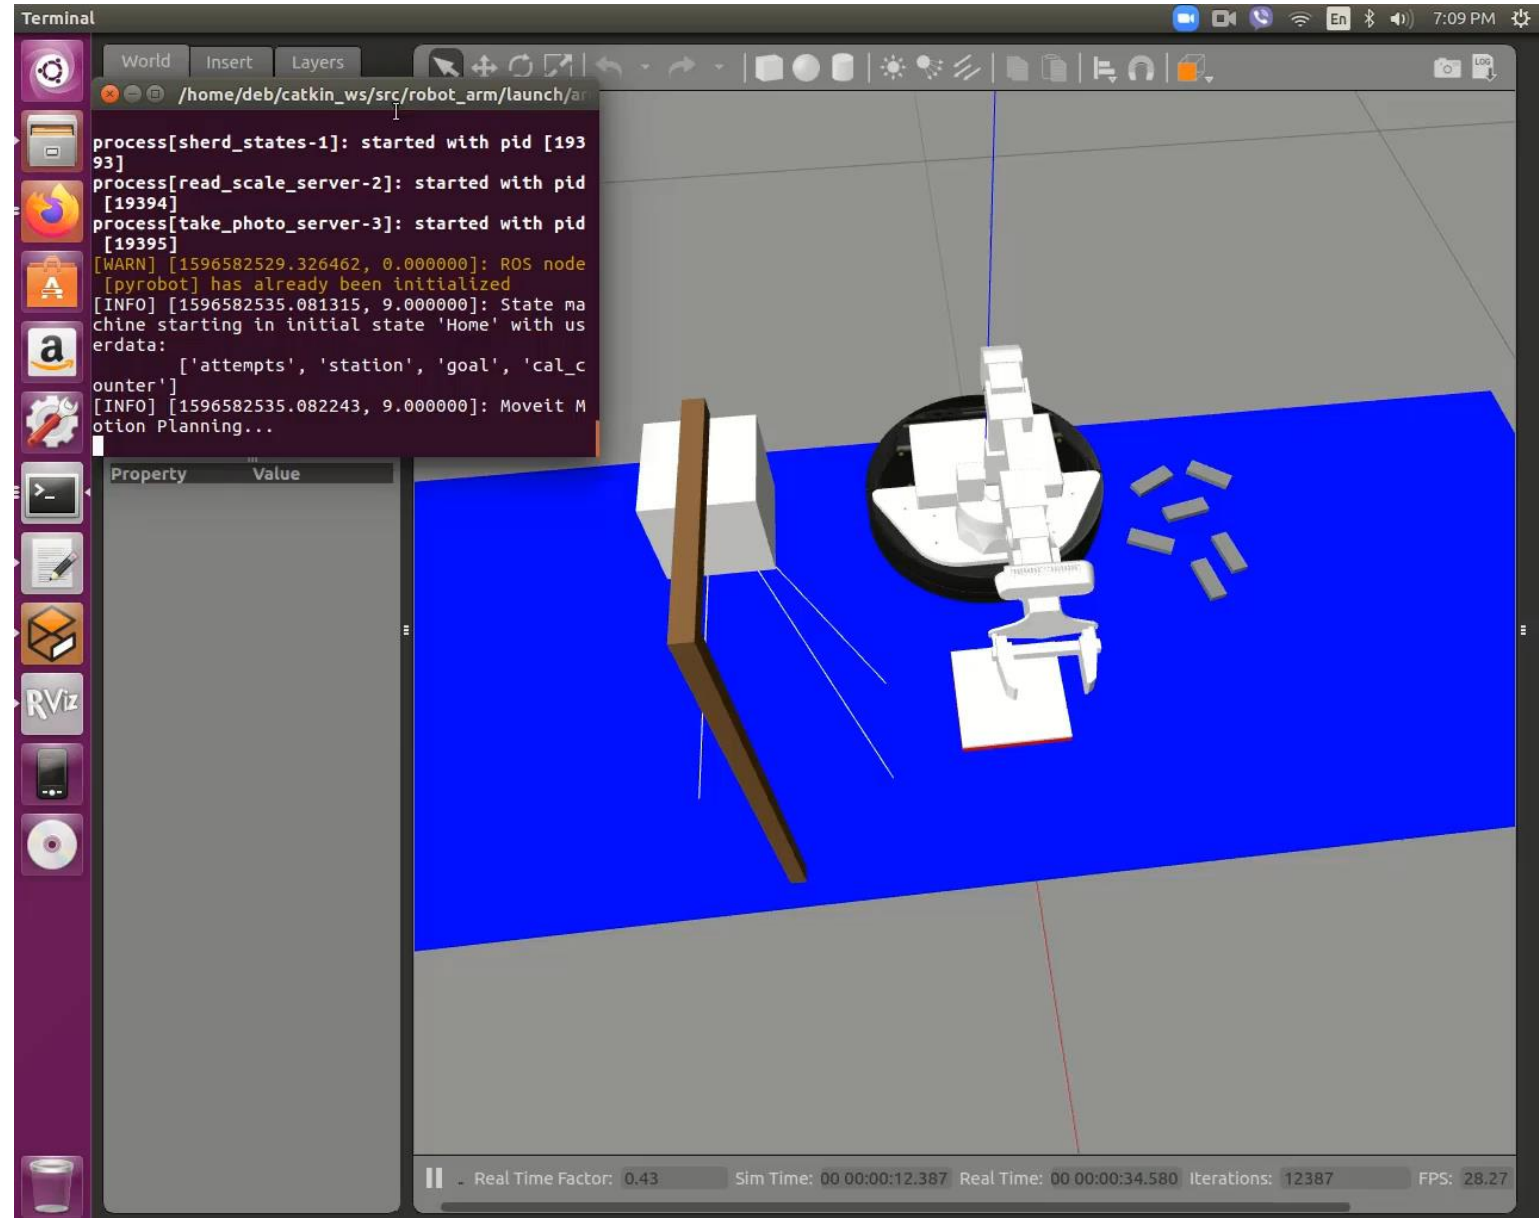 Terminal
En
7:09 PM
World Insert Layers
LOG
/home/deb/catkin_ws/src/robot_arm/launch/ar
process[sherd_states-1]: started with pid [193
93]
process[read_scale_server-2]: started with pid
[19394]
process[take_photo_server-3]: started with pid
[19395]
[WARN] [1596582529.326462, 0.000000]: ROS node
[pyrobot] has already been initialized
[INFO] [1596582535.081315, 9.000000]: State ma
chine starting in initial state 'Home' with us
erdata:
['attempts', 'station', 'goal', 'cal_c
ounter']
[INFO] [1596582535.082243, 9.000000]: Moveit M
otion Planning...
Property Value
a
RViz
Real Time Factor: 0.43 Sim Time: 00 00:00:12.387 Real Time: 00 00:00:34.580 Iterations: 12387 FPS: 28.27